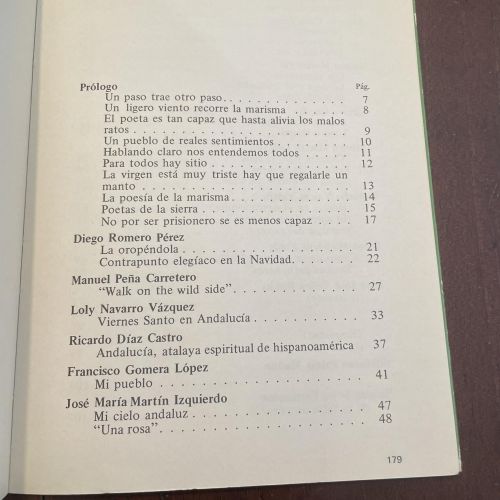 Prólogo Pág.
Un paso trae otro paso. . . . . . . . . . . . . . 7
Un ligero viento recorre la marisma . . . . . . 8
El poeta es tan capaz que hasta alivia los malos
ratos . . . . . . . . . . . . . . . . . . . . . . . . 9
Un pueblo de reales sentimientos . . . . . . . . 10
Hablando claro nos entendemos todos . . . . . 11
Para todos hay sitio . . . . . . . . . . . . . . . 12
La virgen está muy triste hay que regalarle un
manto . . . . . . . . . . . . . . . . . . . . . . . 13
La poesía de la marisma . . . . . . . . . . . . . 14
Poetas de la sierra . . . . . . . . . . . . . . . . 15
No por ser prisionero se es menos capaz . . . . 17
Diego Romero Pérez
La oropéndola . . . . . . . . . . . . . . . . . . . 21
Contrapunto elegíaco en la Navidad. . . . . . . 22
Manuel Peña Carretero
“Walk on the wild side” . . . . . . . . . . . . . 27
Loly Navarro Vázquez
Viernes Santo en Andalucía . . . . . . . . . . . 33
Ricardo Díaz Castro
Andalucía, atalaya espiritual de hispanoamérica 37
Francisco Gomera López
Mi pueblo . . . . . . . . . . . . . . . . . . . . . 41
José María Martín Izquierdo
Mi cielo andaluz . . . . . . . . . . . . . . . . . 47
“Una rosa” . . . . . . . . . . . . . . . . . . . . 48
179